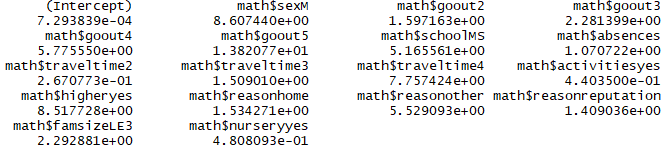 (Intercept) math$sexM math$goout2 math$goout3
7.293839e-04 8.607440e+00 1.597163e+00 2.281399e+00
math$goout4 math$goout5 math$schoolMS math$absences
5.775550e+00 1.382077e+01 5.165561e+00 1.070722e+00
math$traveltime2 math$traveltime3 math$traveltime4 math$activitiesyes
2.670773e-01 1.509010e+00 7.757424e+00 4.403500e-01
math$higheryes math$reasonhome math$reasonother math$reasonreputation
8.517728e+00 1.534271e+00 5.529093e+00 1.409036e+00
math$famsizeLE3 math$nurseryyes
2.292881e+00 4.808093e-01